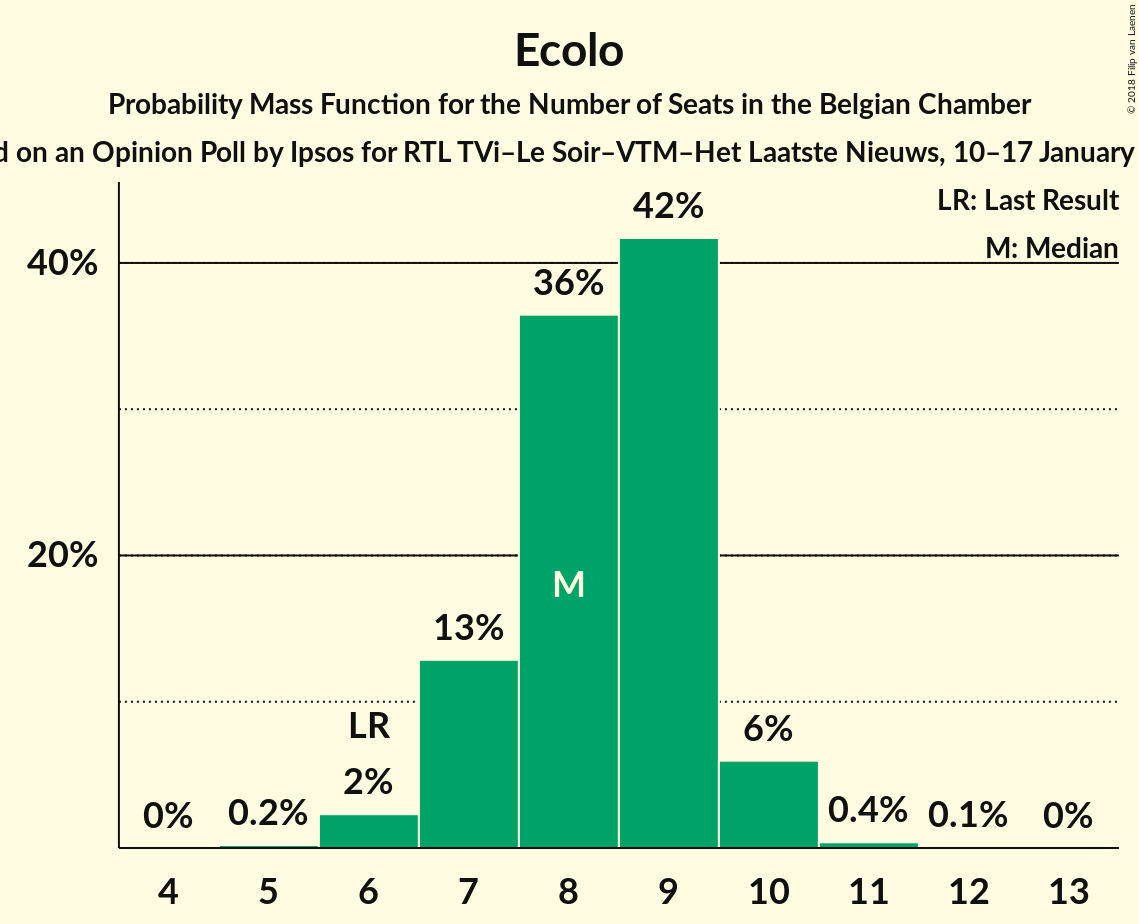 Ecolo
Probability Mass Function for the Number of Seats in the Belgian Chamber
on an Opinion Poll by Ipsos for RTL TVi–Le Soir–VTM–Het Laatste Nieuws, 10–17 January
© 2018 Filip van Laenen
LR: Last Result
M: Median
42%
40%
36%
20%
M
13%
LR
6%
2%
0%
0.2%
0.4%
0.1%
0%
4 5 6 7 8 9 10 11 12 13